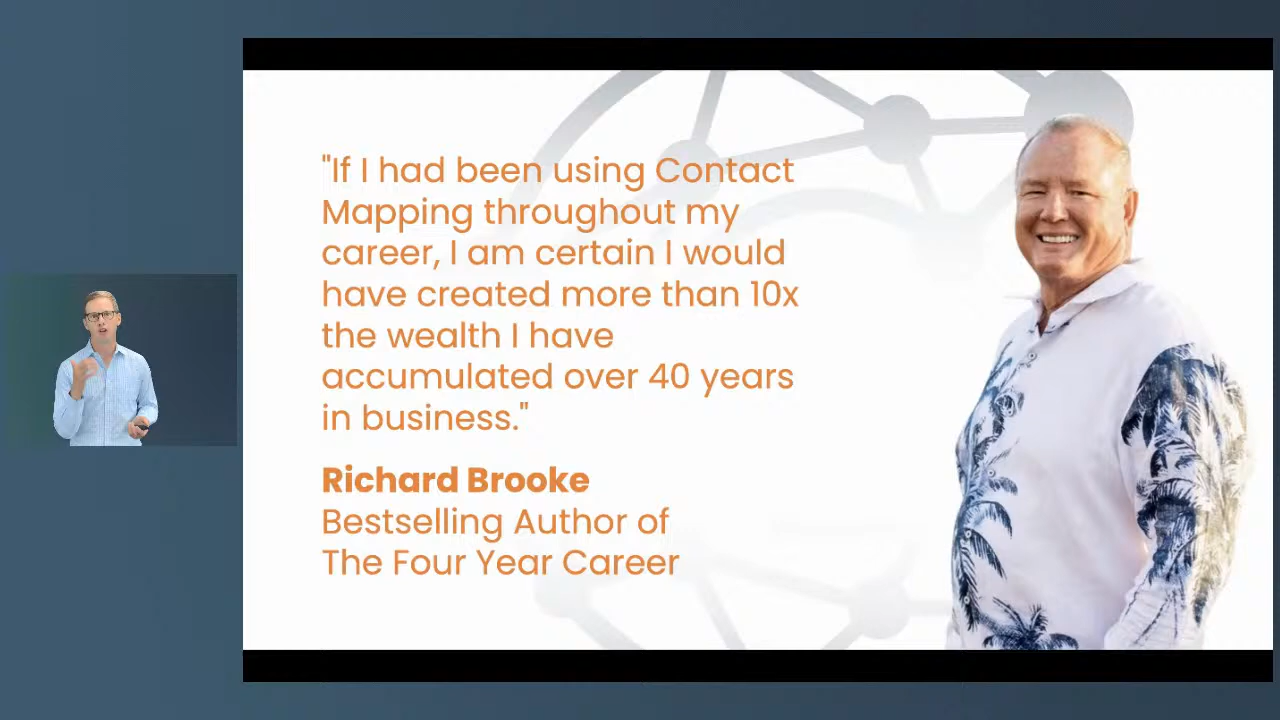 "If I had been using Contact
Mapping throughout my
career, I am certain I would
have created more than 10x
the wealth I have
accumulated over 40 years
in business."
Richard Brooke
Bestselling Author of
The Four Year Career